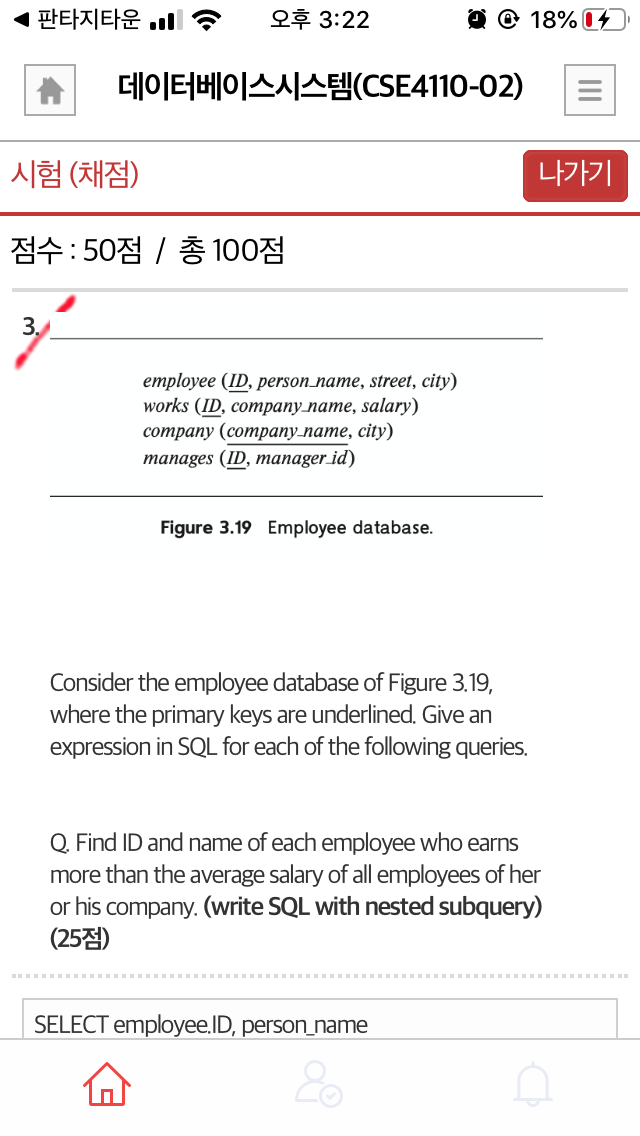 ◀ 판타지타운 오후 3:22 18%
데이터베이스시스템(CSE4110-02)
시험 (채점) 나가기
점수 : 50점 / 총 100점
3.
employee (ID, person_name, street, city)
works (ID, company_name, salary)
company (company_name, city)
manages (ID, manager_id)
Figure 3.19 Employee database.
Consider the employee database of Figure 3.19,
where the primary keys are underlined. Give an
expression in SQL for each of the following queries.
Q. Find ID and name of each employee who earns
more than the average salary of all employees of her
or his company. (write SQL with nested subquery)
(25점)
SELECT employee.ID, person_name